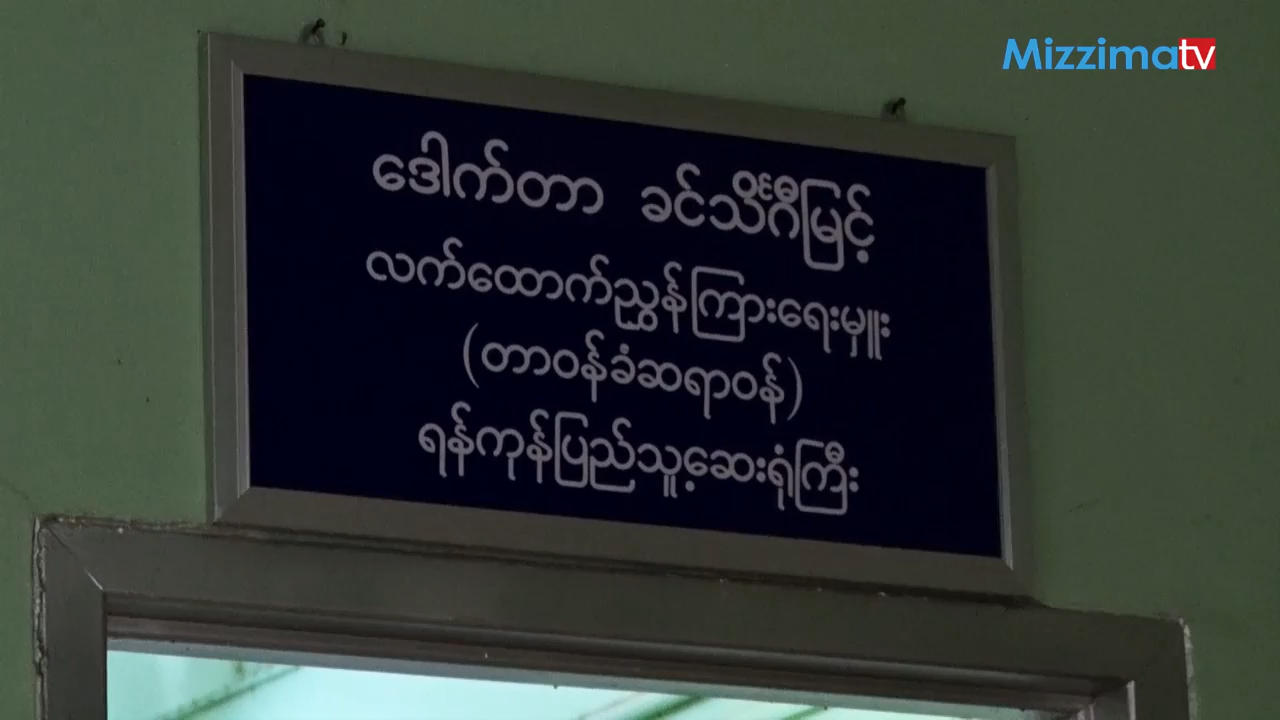 Mizzimatv
ဒေါက်တာ ခင်သိင်္ဂီမြင့်
လက်ထောက်ညွှန်ကြားရေးမှူး
(တာဝန်ခံဆရာဝန်)
ရန်ကုန်ပြည်သူ့ဆေးရုံကြီး